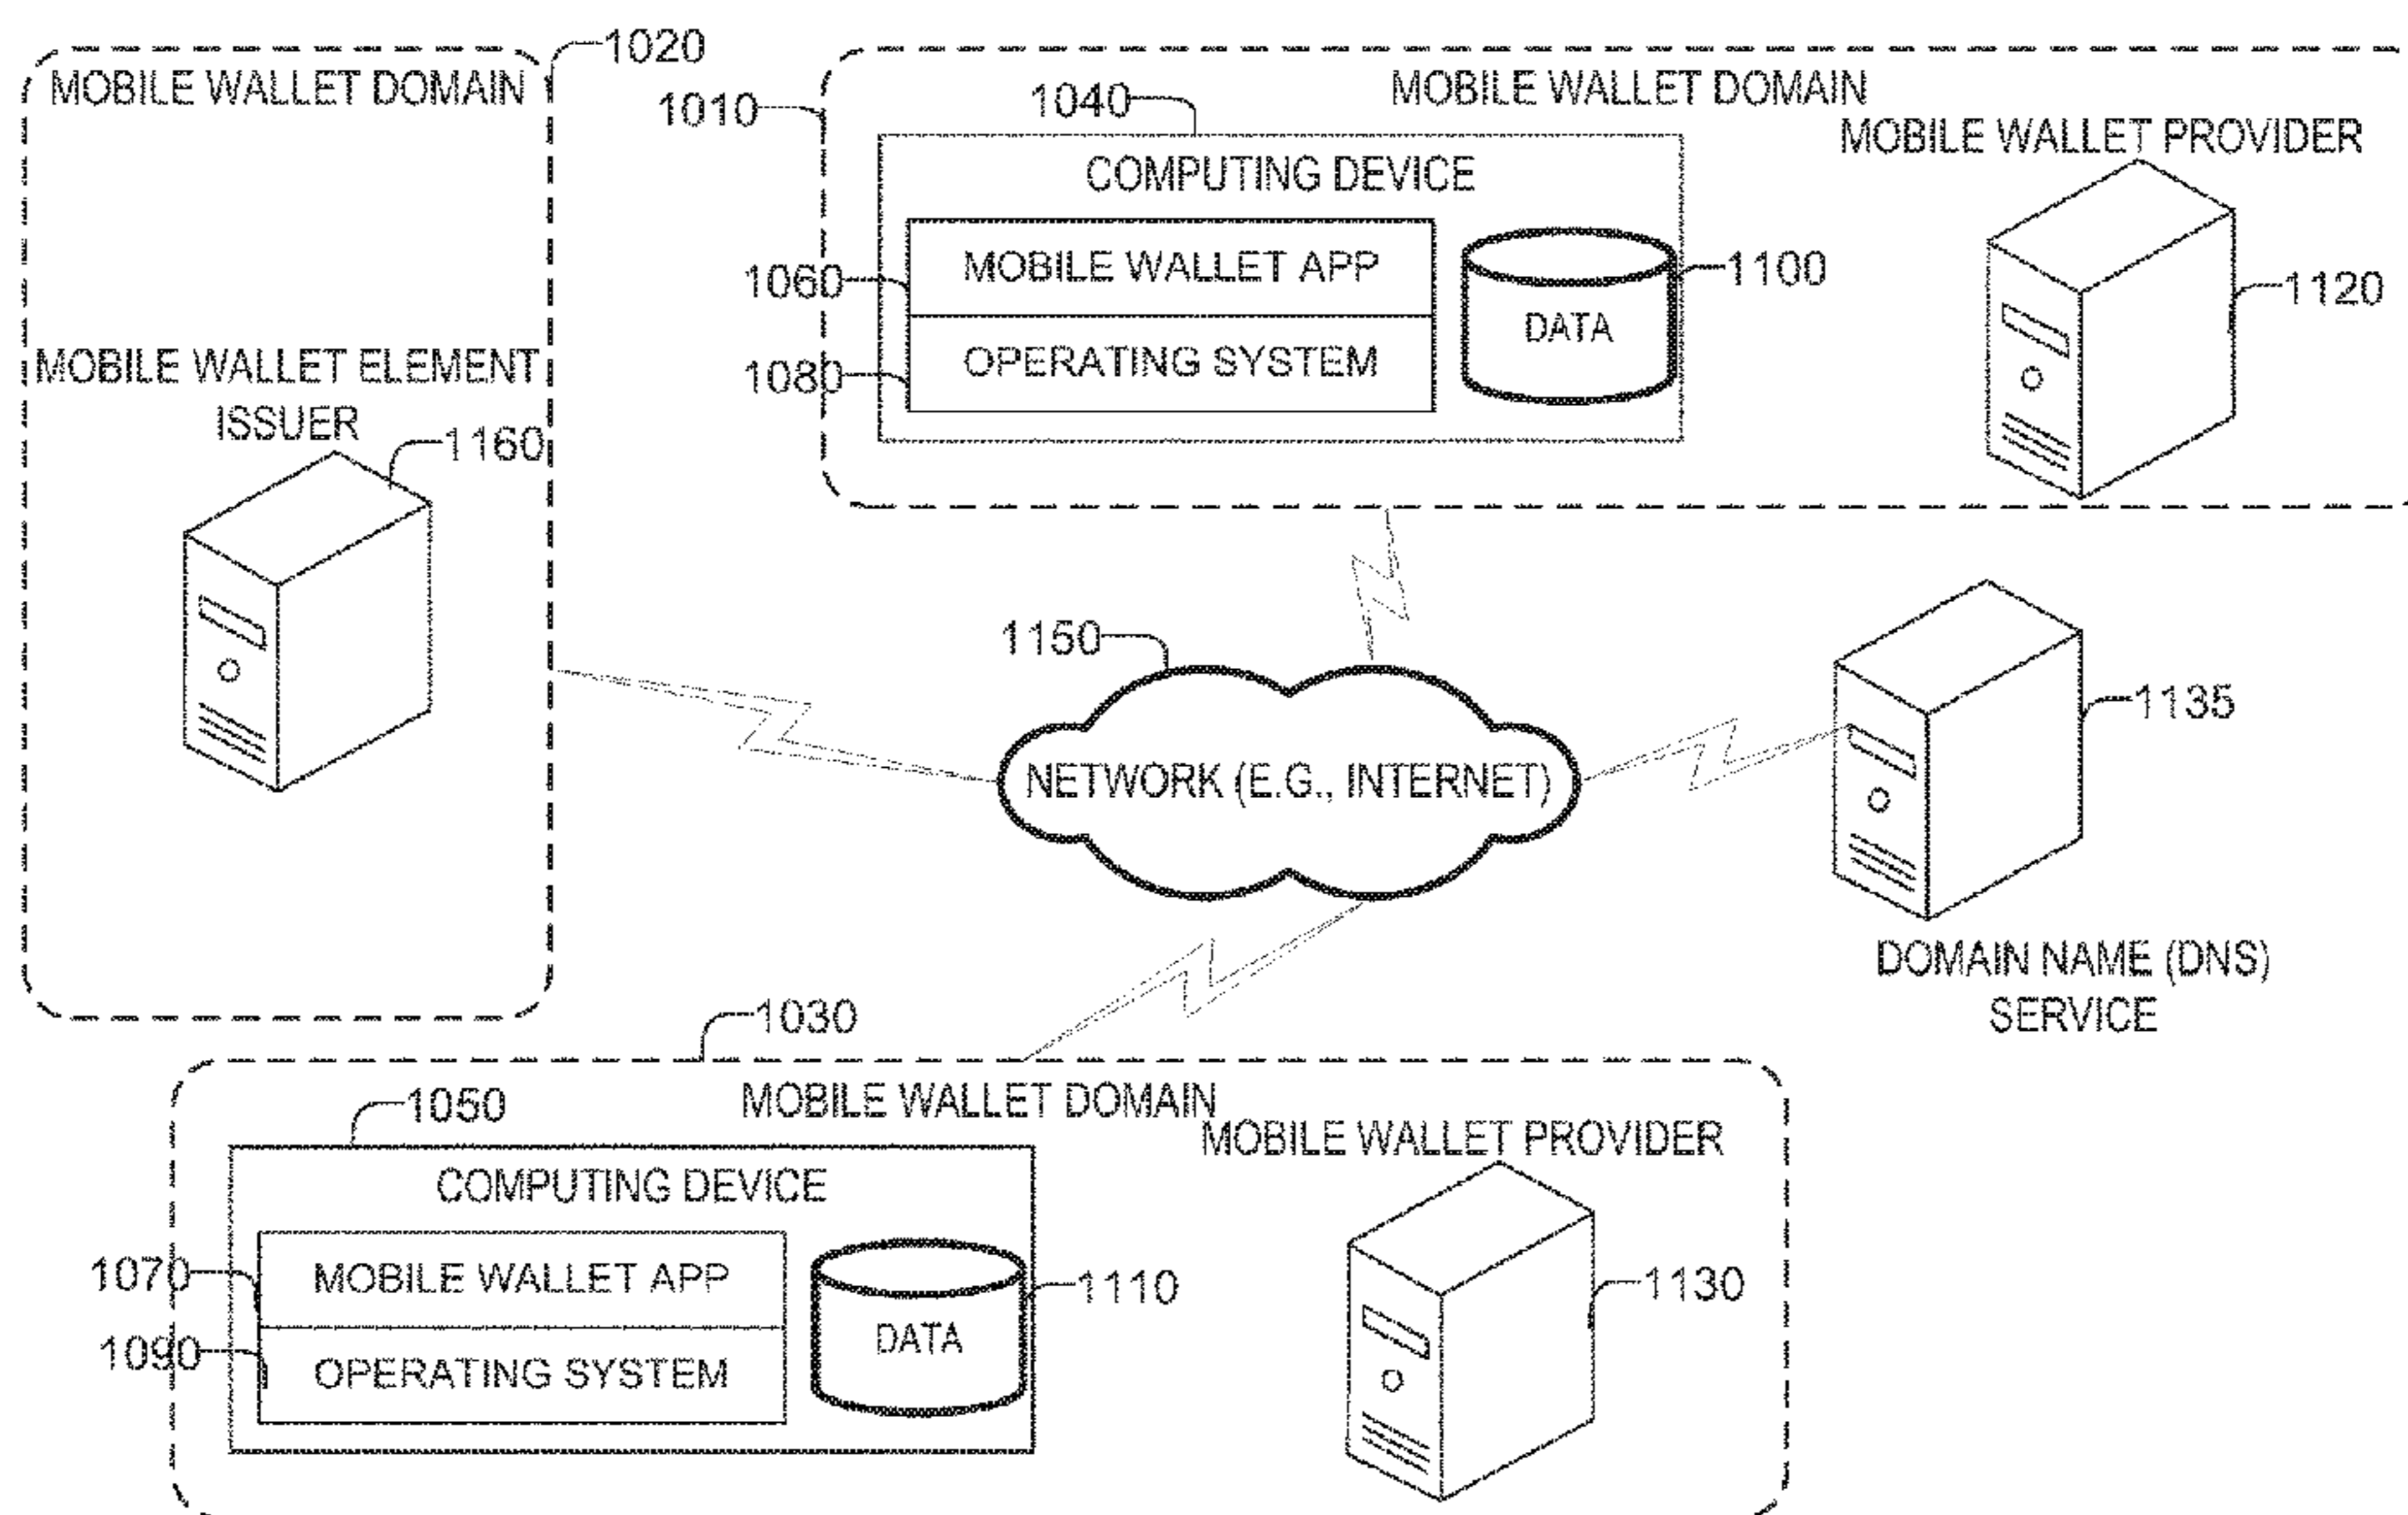 1020
MOBILE WALLET DOMAIN
MOBILE WALLET ELEMENT
ISSUER
1160
1010
MOBILE WALLET DOMAIN
1040
COMPUTING DEVICE
MOBILE WALLET APP
1060
OPERATING SYSTEM
1080
DATA
1100
MOBILE WALLET PROVIDER
1120
1150
NETWORK (E.G., INTERNET)
1135
DOMAIN NAME (DNS)
SERVICE
1030
MOBILE WALLET DOMAIN
1050
COMPUTING DEVICE
MOBILE WALLET APP
1070
OPERATING SYSTEM
1090
DATA
1110
MOBILE WALLET PROVIDER
1130